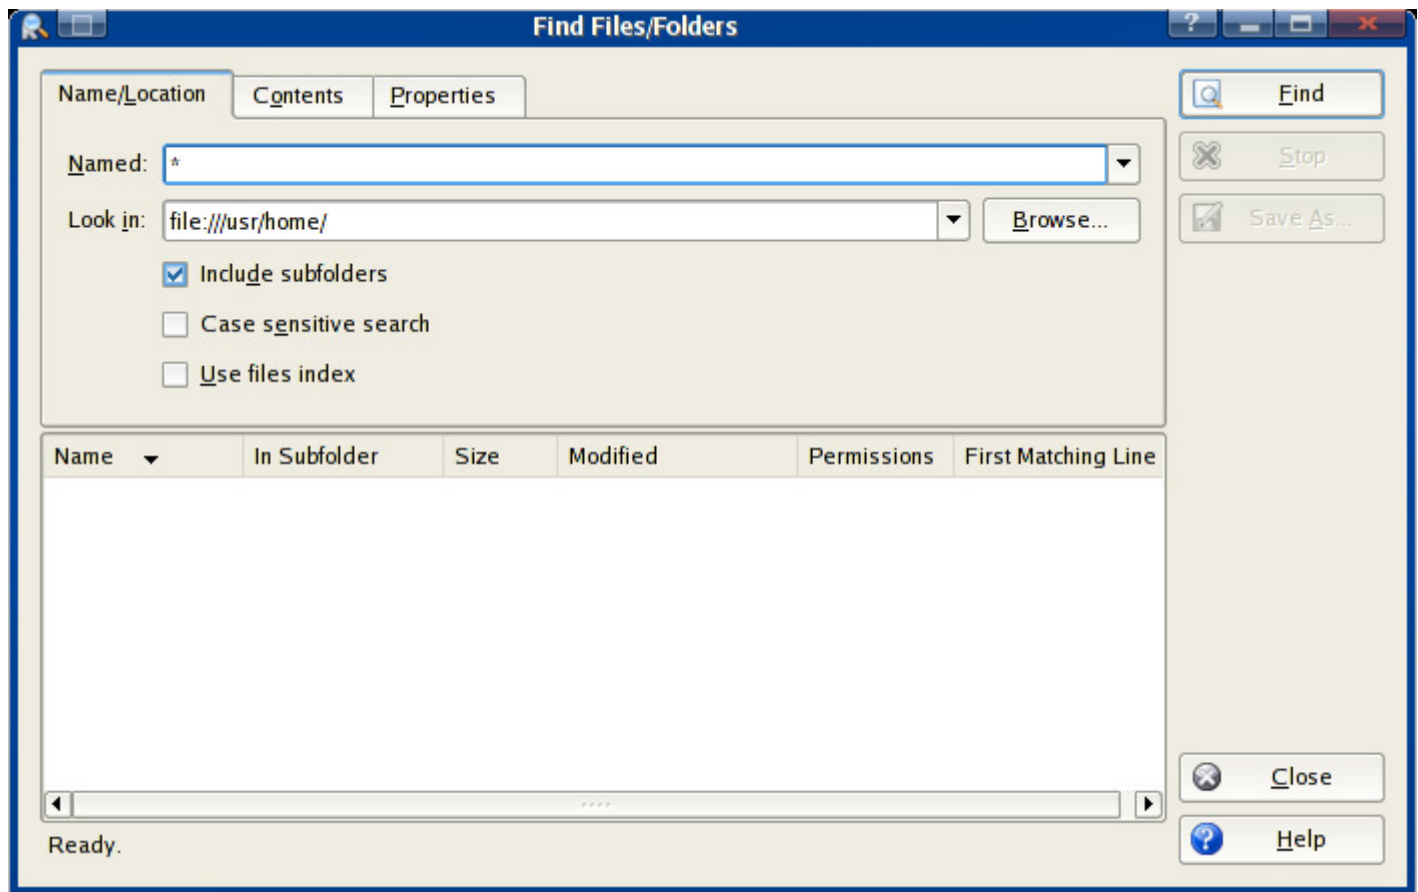 Find Files/Folders
Name/Location Contents Properties
Find
Named: *
Stop
Look in: file:///usr/home/ Browse...
Save As...
Include subfolders
Case sensitive search
Use files index
Name In Subfolder Size Modified Permissions First Matching Line
Close
Ready.
Help